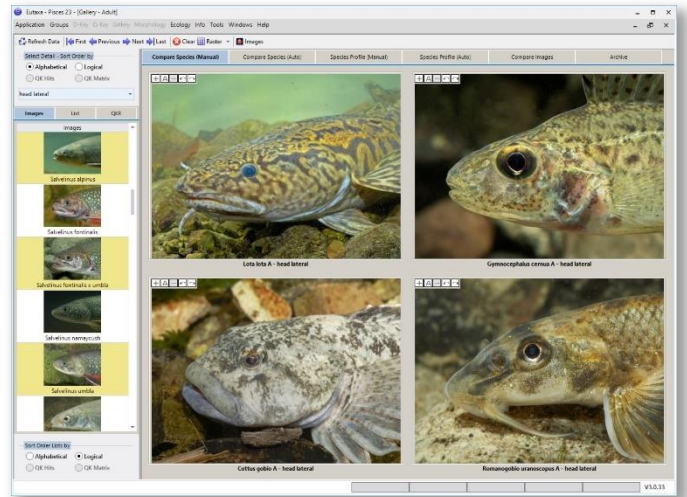 Eutaxa - Pisces 23 - [Gallery - Adult]
Application Groups D-Key Q-Key Gallery Morphology Ecology Info Tools Windows Help
Refresh Data First Previous Next Last Clear Raster Images
Select Detail - Sort Order by
Alphabetical Logical
QK Hits QK Matrix
head lateral
Images List QKR
Images
Salvelinus alpinus
Salvelinus fontinalis
Salvelinus fontinalis x umbla
Salvelinus namaycush
Salvelinus umbla
Sort Order Lists by
Alphabetical Logical
QK Hits QK Matrix
Compare Species (Manual) Compare Species (Auto) Species Profile (Manual) Species Profile (Auto) Compare Images Archive
Lota lota A - head lateral
Gymnocephalus cernua A - head lateral
Cottus gobio A - head lateral
Romanogobio uranoscopus A - head lateral
V3.0.33